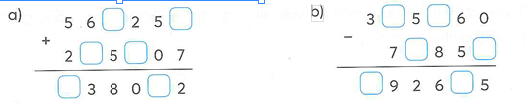 a) 5 6 □ 2 5 □
+
2 □ 5 □ 0 7
□ 3 8 0 □ 2
b) 3 □ 5 □ 6 0
−
7 □ 8 5 □
□ 9 2 6 □ 5